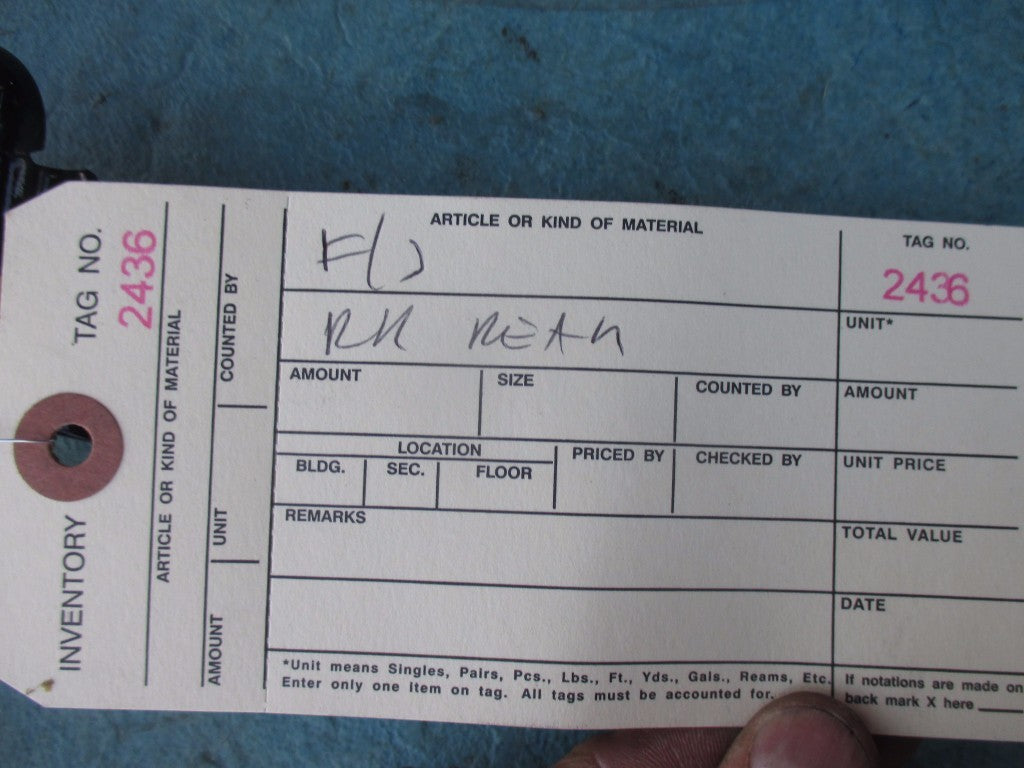 INVENTORY TAG NO.
2436
ARTICLE OR KIND OF MATERIAL
AMOUNT UNIT COUNTED BY
ARTICLE OR KIND OF MATERIAL
TAG NO.
2436
RR REAR
UNIT*
AMOUNT SIZE COUNTED BY AMOUNT
LOCATION
BLDG. SEC. FLOOR PRICED BY CHECKED BY UNIT PRICE
REMARKS
TOTAL VALUE
DATE
*Unit means Singles, Pairs, Pcs., Lbs., Ft., Yds., Gals., Reams, Etc.
Enter only one item on tag. All tags must be accounted for.
If notations are made on
back mark X here